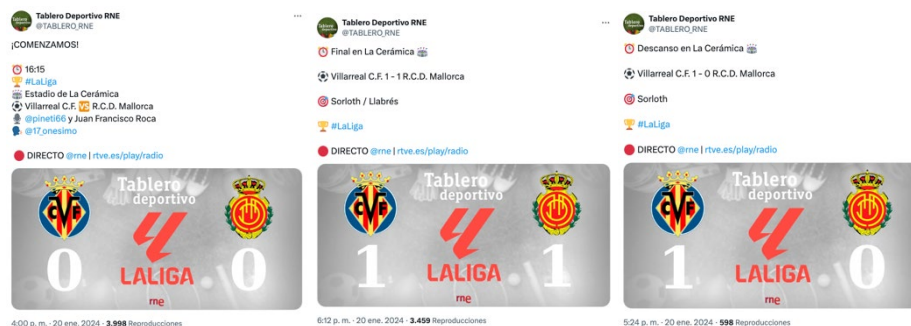 Tablero Deportivo RNE
@TABLERO_RNE
¡COMENZAMOS!
16:15
#LaLiga
Estadio de La Cerámica
Villarreal C.F. VS R.C.D. Mallorca
@pineti66 y Juan Francisco Roca
@17_onesimo
DIRECTO @rne | rtve.es/play/radio
Tablero
deportivo
0 0
LALIGA
rne
4:00 p. m. · 20 ene. 2024 · 3.998 Reproducciones
Tablero Deportivo RNE
@TABLERO_RNE
Final en La Cerámica
Villarreal C.F. 1 - 1 R.C.D. Mallorca
Sorloth / Llabrés
#LaLiga
DIRECTO @rne | rtve.es/play/radio
Tablero
deportivo
1 1
LALIGA
rne
6:12 p. m. · 20 ene. 2024 · 3.459 Reproducciones
Tablero Deportivo RNE
@TABLERO_RNE
Descanso en La Cerámica
Villarreal C.F. 1 - 0 R.C.D. Mallorca
Sorloth
#LaLiga
DIRECTO @rne | rtve.es/play/radio
Tablero
deportivo
1 0
LALIGA
rne
5:24 p. m. · 20 ene. 2024 · 598 Reproducciones